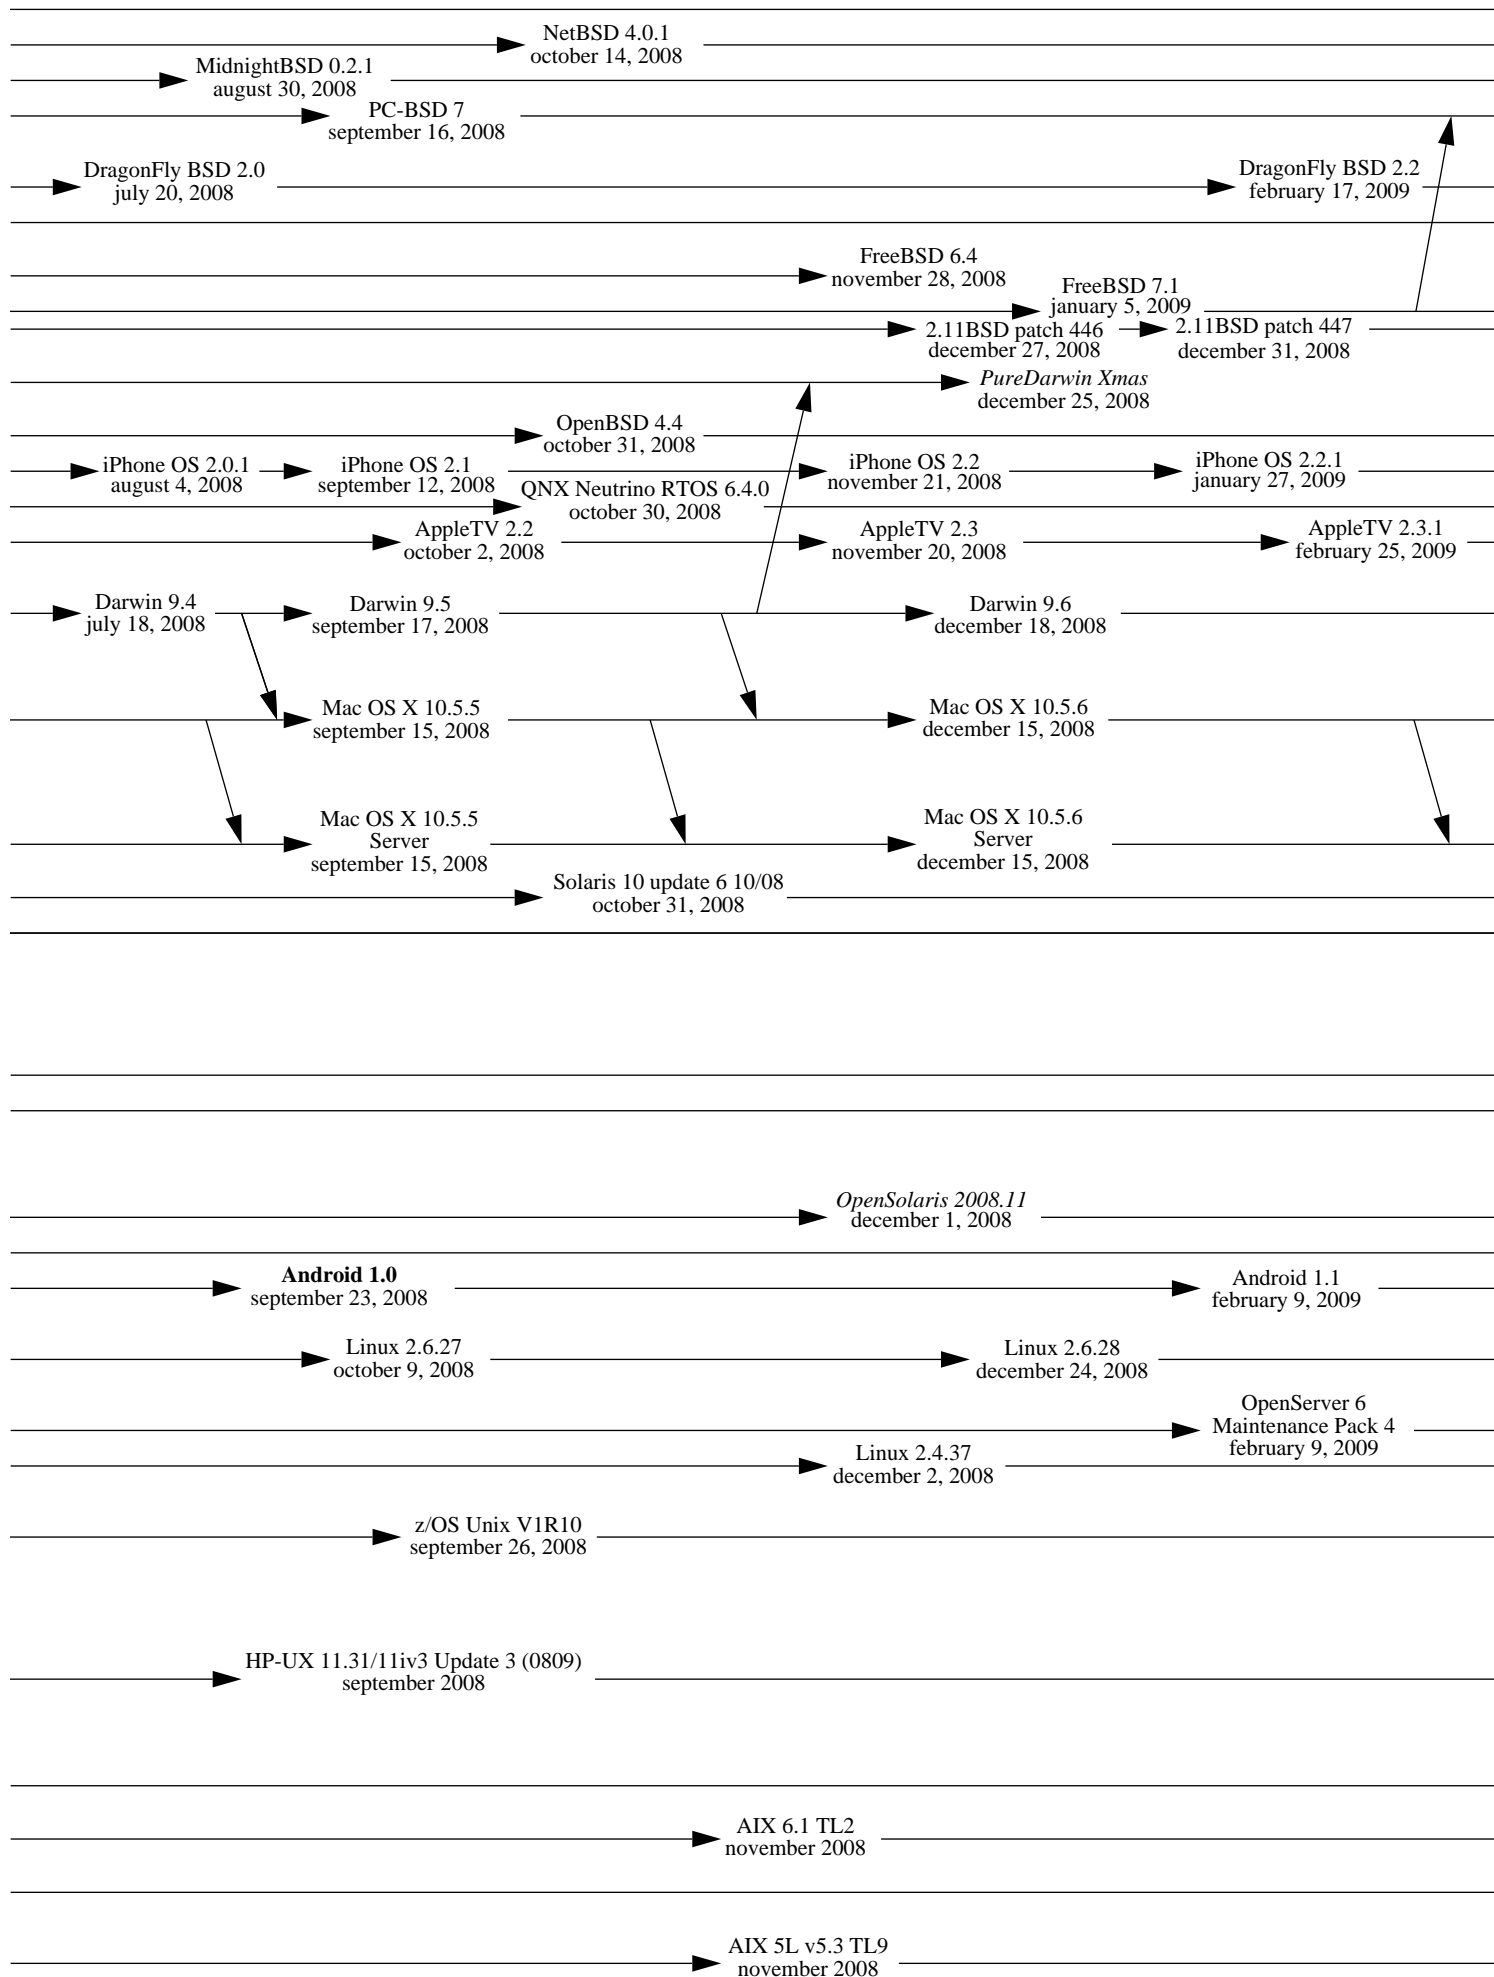 NetBSD 4.0.1
october 14, 2008
MidnightBSD 0.2.1
august 30, 2008
PC-BSD 7
september 16, 2008
DragonFly BSD 2.0
july 20, 2008
DragonFly BSD 2.2
february 17, 2009
FreeBSD 6.4
november 28, 2008
FreeBSD 7.1
january 5, 2009
2.11BSD patch 446
december 27, 2008
2.11BSD patch 447
december 31, 2008
PureDarwin Xmas
december 25, 2008
OpenBSD 4.4
october 31, 2008
iPhone OS 2.0.1
august 4, 2008
iPhone OS 2.1
september 12, 2008
iPhone OS 2.2
november 21, 2008
iPhone OS 2.2.1
january 27, 2009
QNX Neutrino RTOS 6.4.0
october 30, 2008
AppleTV 2.2
october 2, 2008
AppleTV 2.3
november 20, 2008
AppleTV 2.3.1
february 25, 2009
Darwin 9.4
july 18, 2008
Darwin 9.5
september 17, 2008
Darwin 9.6
december 18, 2008
Mac OS X 10.5.5
september 15, 2008
Mac OS X 10.5.6
december 15, 2008
Mac OS X 10.5.5
Server
september 15, 2008
Mac OS X 10.5.6
Server
december 15, 2008
Solaris 10 update 6 10/08
october 31, 2008
OpenSolaris 2008.11
december 1, 2008
Android 1.0
september 23, 2008
Android 1.1
february 9, 2009
Linux 2.6.27
october 9, 2008
Linux 2.6.28
december 24, 2008
OpenServer 6
Maintenance Pack 4
february 9, 2009
Linux 2.4.37
december 2, 2008
z/OS Unix V1R10
september 26, 2008
HP-UX 11.31/11iv3 Update 3 (0809)
september 2008
AIX 6.1 TL2
november 2008
AIX 5L v5.3 TL9
november 2008